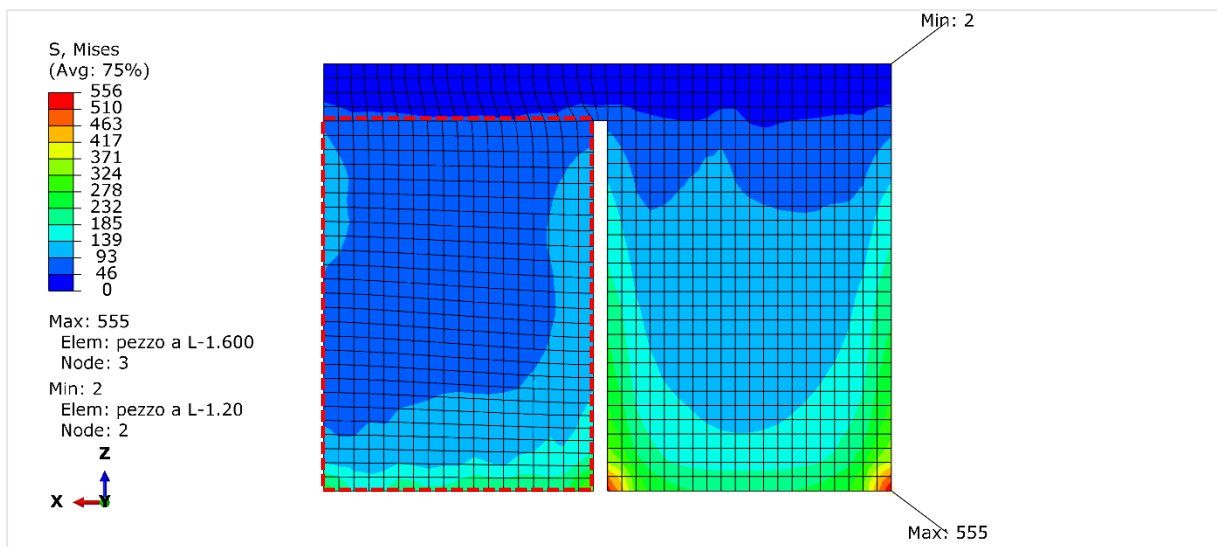 Min: 2
S, Mises
(Avg: 75%)
556
510
463
417
371
324
278
232
185
139
93
46
0
Max: 555
Elem: pezzo a L-1.600
Node: 3
Min: 2
Elem: pezzo a L-1.20
Node: 2
Z
X
Y
Max: 555